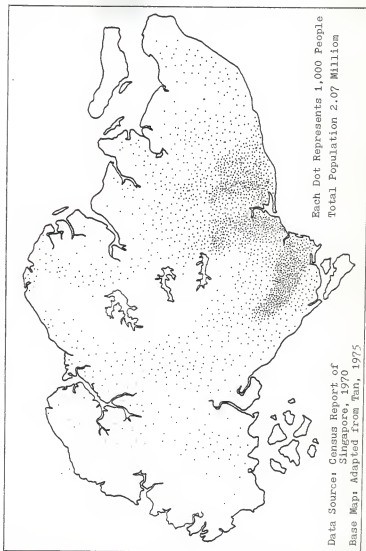 Each Dot Represents 1,000 People
Total Population 2.07 Milliom
Data Source: Census Report of
Singapore, 1970
Base Map: Adapted from Tan, 1975